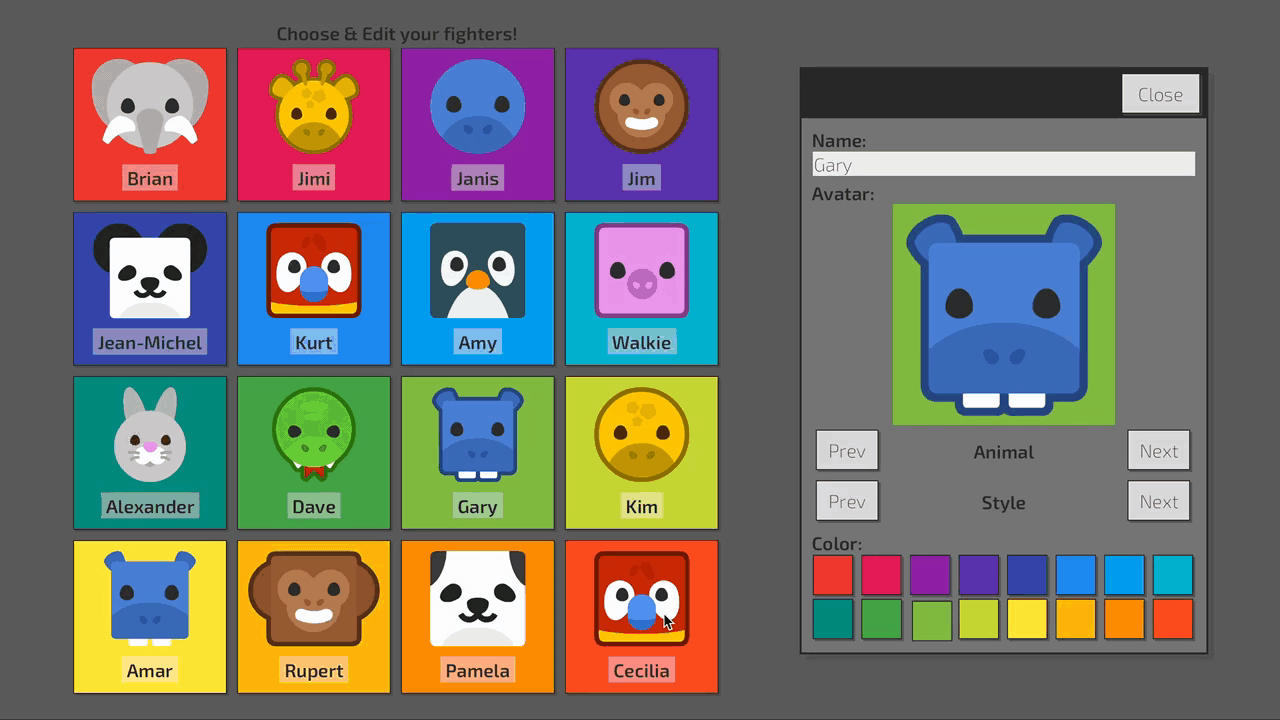 Choose & Edit your fighters!
Brian
Jimi
Janis
Jim
Jean-Michel
Kurt
Amy
Walkie
Alexander
Dave
Gary
Kim
Amar
Rupert
Pamela
Cecilia
Close
Name:
Gary
Avatar:
Prev
Animal
Next
Prev
Style
Next
Color: